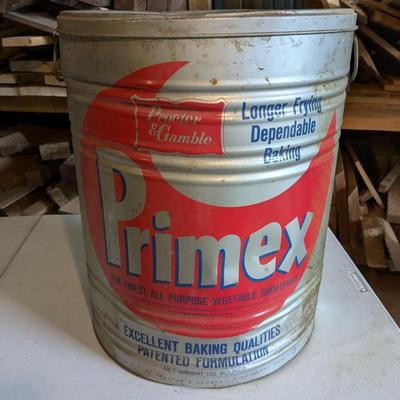 Procter
& Gamble
Longer Frying
Dependable
Baking
Primex
THE FINEST ALL PURPOSE VEGETABLE SHORTENING
EXCELLENT BAKING QUALITIES
PATENTED FORMULATION
NET WEIGHT 110 POUNDS